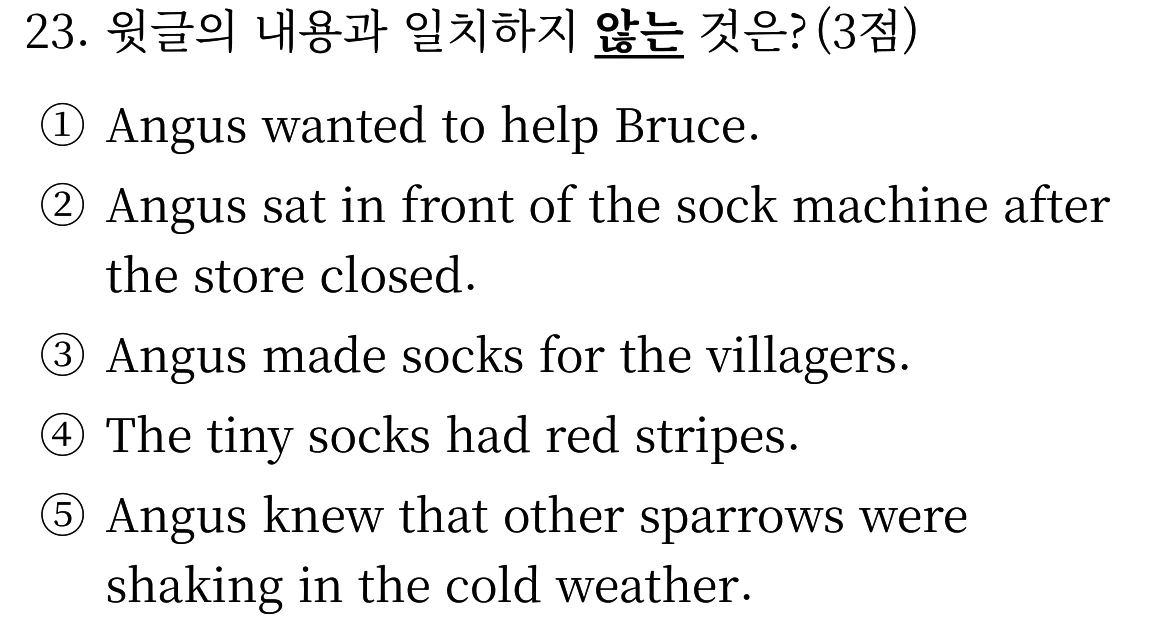 23. 윗글의 내용과 일치하지 않는 것은?(3점)
① Angus wanted to help Bruce.
② Angus sat in front of the sock machine after
the store closed.
③ Angus made socks for the villagers.
④ The tiny socks had red stripes.
⑤ Angus knew that other sparrows were
shaking in the cold weather.